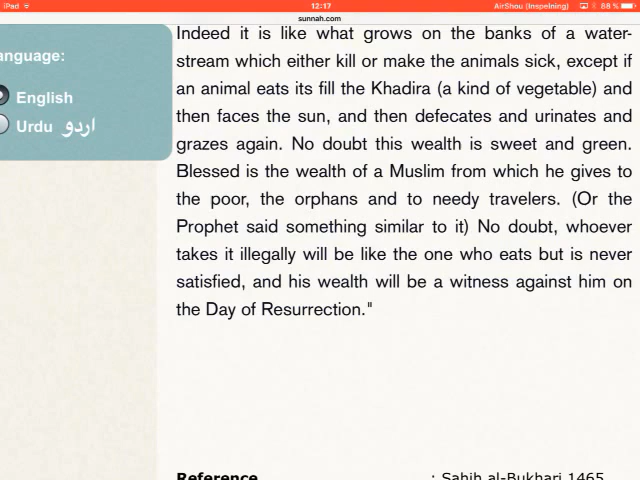 iPad 12:17 AirShou (Inspelning) 88 %
sunnah.com
anguage:
English
Urdu اردو
Indeed it is like what grows on the banks of a water-
stream which either kill or make the animals sick, except if
an animal eats its fill the Khadira (a kind of vegetable) and
then faces the sun, and then defecates and urinates and
grazes again. No doubt this wealth is sweet and green.
Blessed is the wealth of a Muslim from which he gives to
the poor, the orphans and to needy travelers. (Or the
Prophet said something similar to it) No doubt, whoever
takes it illegally will be like the one who eats but is never
satisfied, and his wealth will be a witness against him on
the Day of Resurrection."
Reference : Sahih al-Bukhari 1465